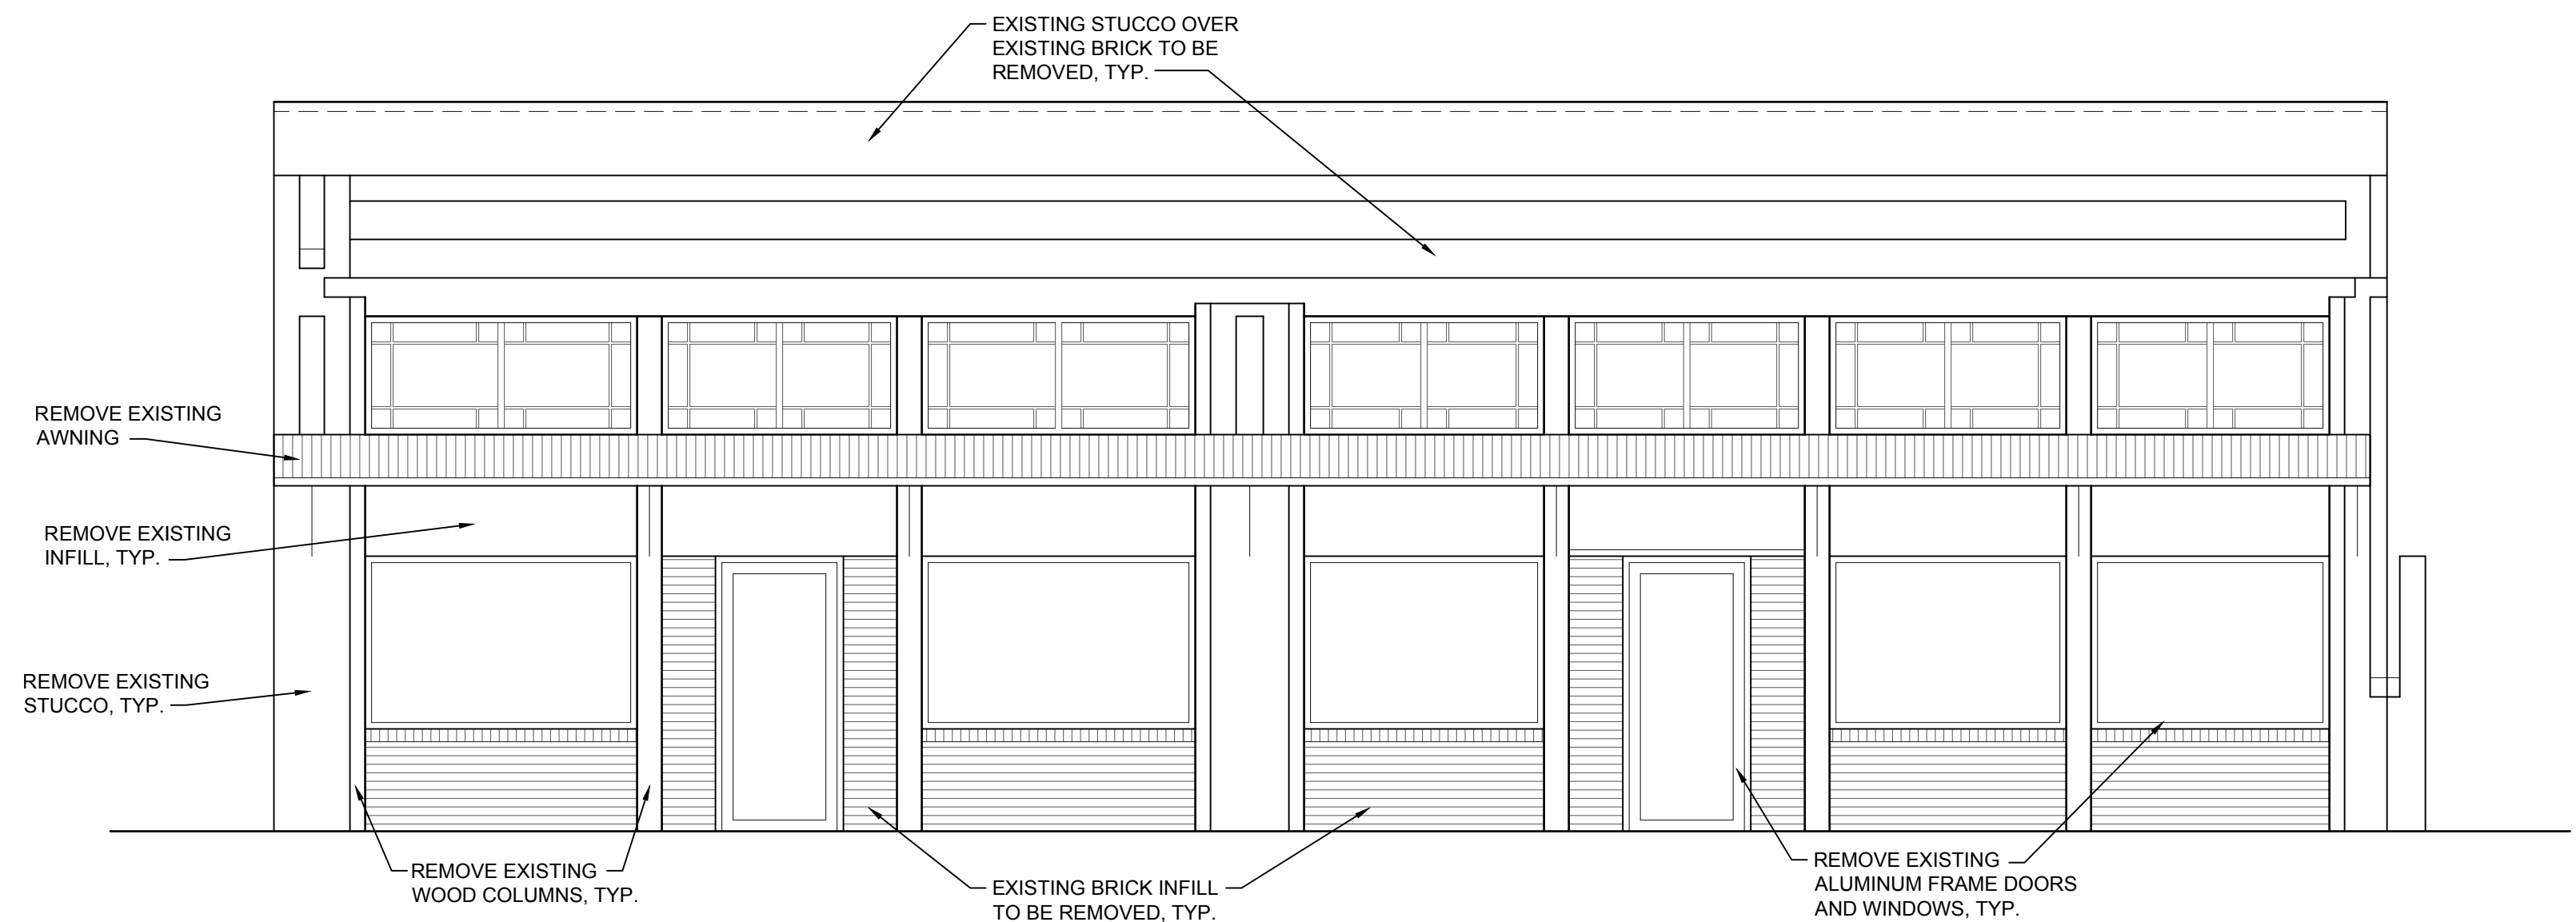 EXISTING STUCCO OVER
EXISTING BRICK TO BE
REMOVED, TYP.
REMOVE EXISTING
AWNING
REMOVE EXISTING
INFILL, TYP.
REMOVE EXISTING
STUCCO, TYP.
REMOVE EXISTING
WOOD COLUMNS, TYP.
EXISTING BRICK INFILL
TO BE REMOVED, TYP.
REMOVE EXISTING
ALUMINUM FRAME DOORS
AND WINDOWS, TYP.